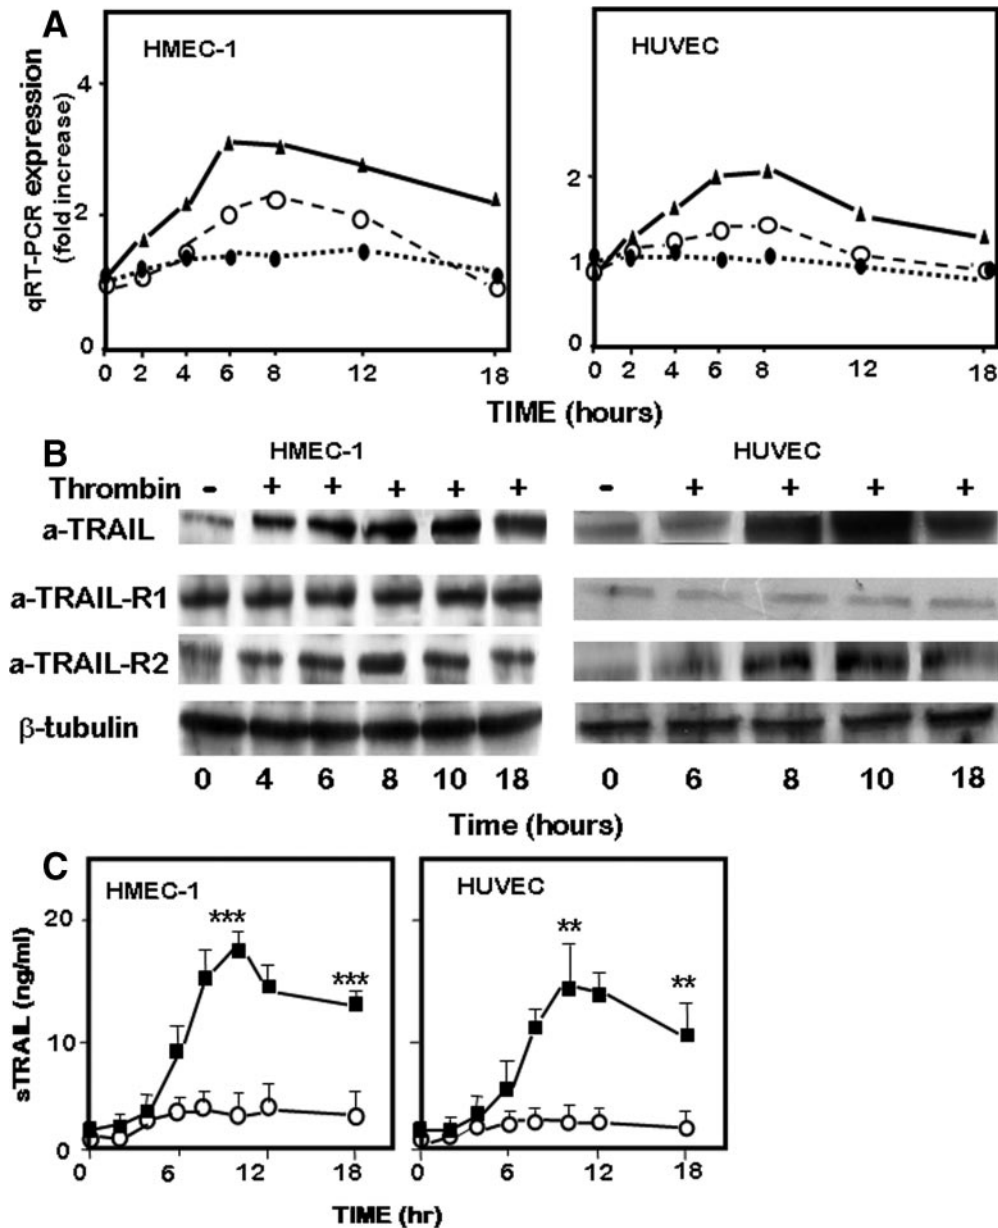 A
HMEC-1
HUVEC
qRT-PCR expression
(fold increase)
4
2
0
2
1
0
0 2 4 6 8 12 18
0 2 4 6 8 12 18
TIME (hours)
B
HMEC-1
HUVEC
Thrombin - + + + + + - + + + +
a-TRAIL
a-TRAIL-R1
a-TRAIL-R2
β-tubulin
0 4 6 8 10 18 0 6 8 10 18
Time (hours)
C
HMEC-1
HUVEC
sTRAIL (ng/ml)
20
10
0
*** ***
** **
0 6 12 18
0 6 12 18
TIME (hr)